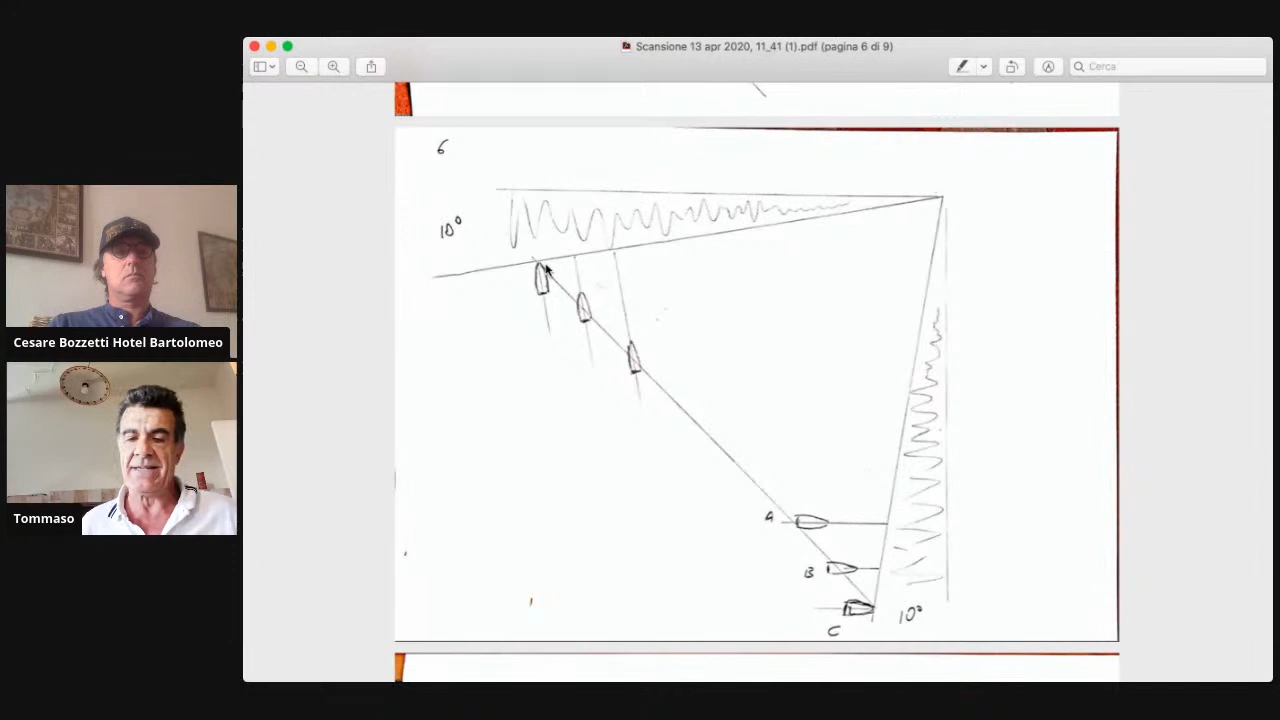 Scansione 13 apr 2020, 11_41 (1).pdf (pagina 6 di 9)
Cerca
6
10°
Cesare Bozzetti Hotel Bartolomeo
Tommaso
A
B
C
10°